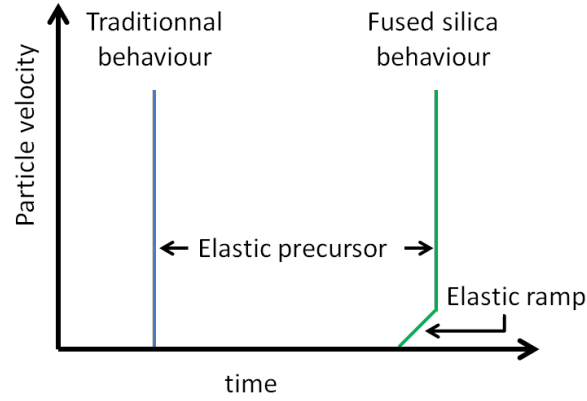 Traditionnal
behaviour
Fused silica
behaviour
Particle velocity
Elastic precursor
Elastic ramp
time